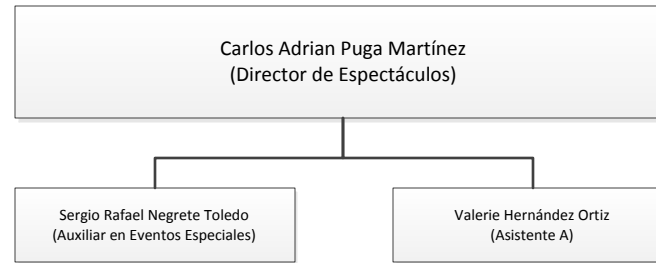 Carlos Adrian Puga Martínez
(Director de Espectáculos)
Sergio Rafael Negrete Toledo
(Auxiliar en Eventos Especiales)
Valerie Hernández Ortiz
(Asistente A)